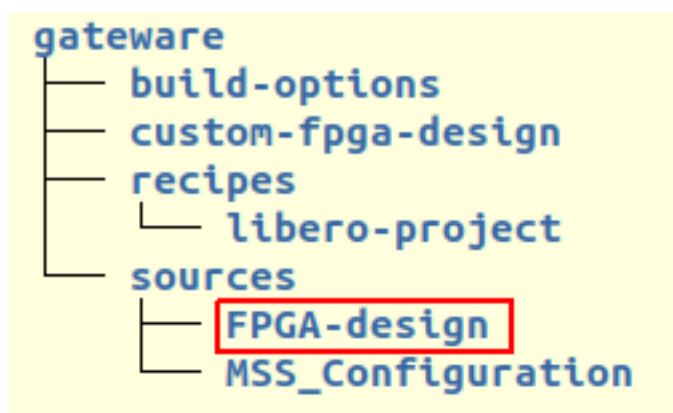 gateware
build-options
custom-fpga-design
recipes
libero-project
sources
FPGA-design
MSS_Configuration